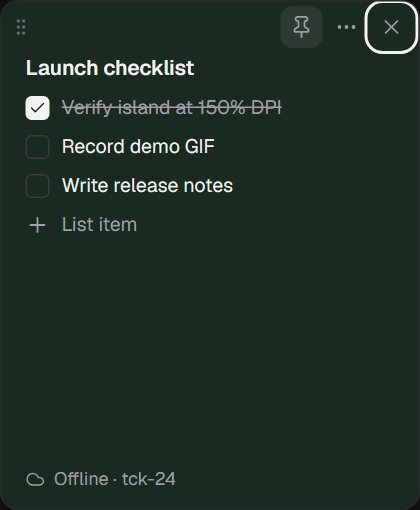 Launch checklist
Verify island at 150% DPI
Record demo GIF
Write release notes
List item
Offline · tck-24